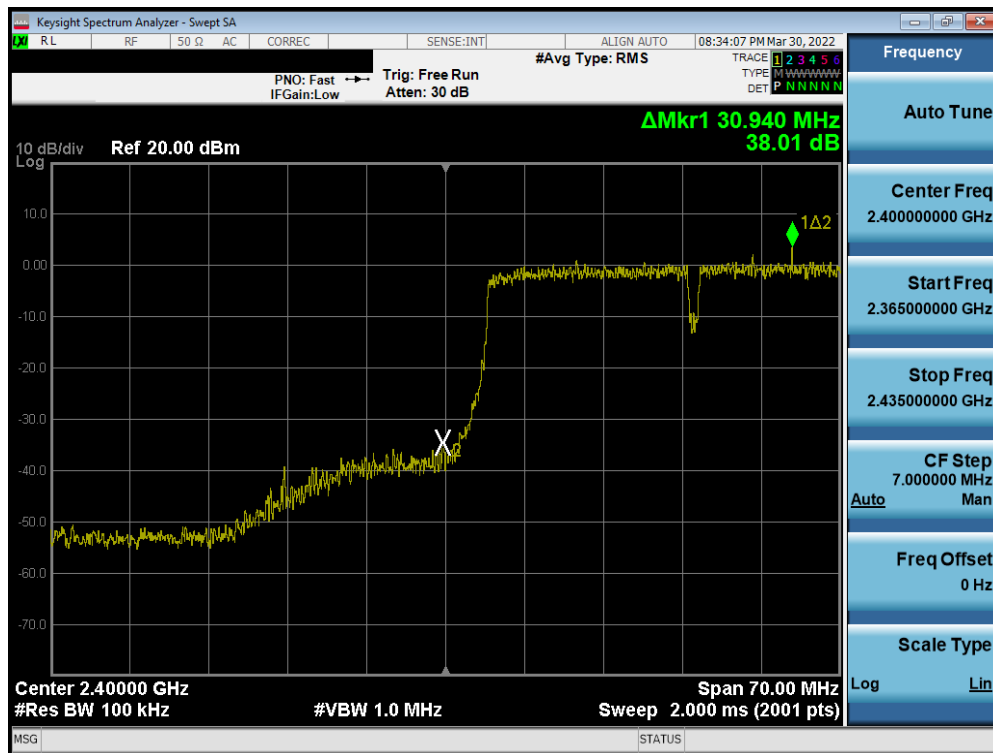 Keysight Spectrum Analyzer - Swept SA
LXI RL RF 50 Ω AC CORREC SENSE:INT ALIGN AUTO 08:34:07 PM Mar 30, 2022
PNO: Fast Trig: Free Run #Avg Type: RMS TRACE 1 2 3 4 5 6
IFGain:Low Atten: 30 dB TYPE M W W W W W
DET P N N N N N
ΔMkr1 30.940 MHz
38.01 dB
10 dB/div Ref 20.00 dBm
Log
1Δ2
10.0
0.00
-10.0
-20.0
-30.0
X2
-40.0
-50.0
-60.0
-70.0
Center 2.40000 GHz Span 70.00 MHz
#Res BW 100 kHz #VBW 1.0 MHz Sweep 2.000 ms (2001 pts)
MSG STATUS
Frequency
Auto Tune
Center Freq
2.400000000 GHz
Start Freq
2.365000000 GHz
Stop Freq
2.435000000 GHz
CF Step
7.000000 MHz
Auto Man
Freq Offset
0 Hz
Scale Type
Log Lin